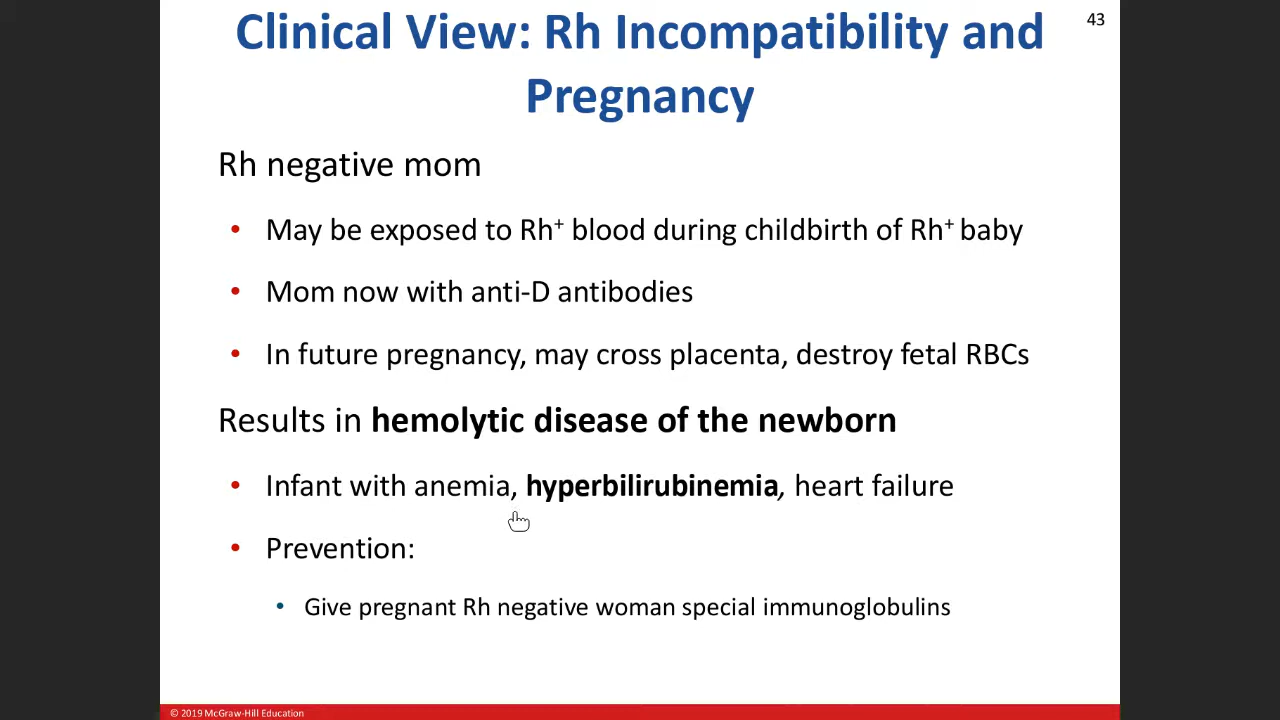 43
Clinical View: Rh Incompatibility and
Pregnancy
Rh negative mom
• May be exposed to Rh⁺ blood during childbirth of Rh⁺ baby
• Mom now with anti-D antibodies
• In future pregnancy, may cross placenta, destroy fetal RBCs
Results in hemolytic disease of the newborn
• Infant with anemia, hyperbilirubinemia, heart failure
• Prevention:
• Give pregnant Rh negative woman special immunoglobulins
© 2019 McGraw-Hill Education